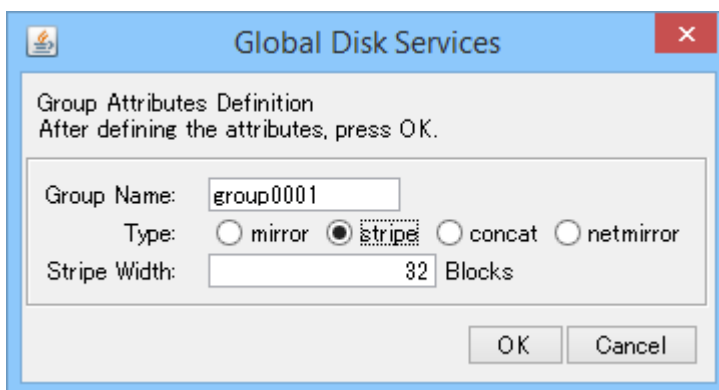 Global Disk Services
Group Attributes Definition
After defining the attributes, press OK.
Group Name: group0001
Type: mirror stripe concat netmirror
Stripe Width: 32 Blocks
OK Cancel